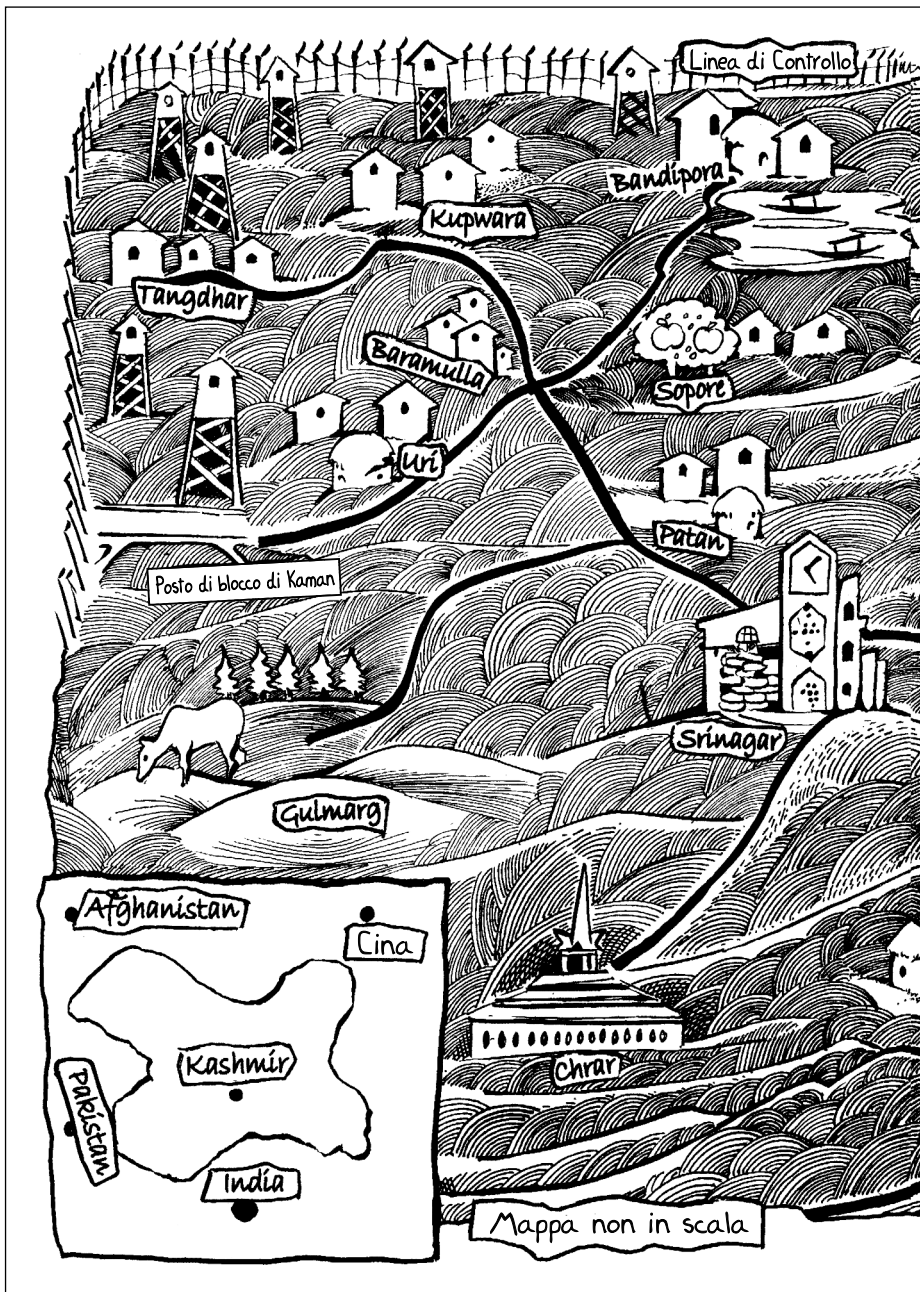 Linea di Controllo
Bandipora
Kupwara
Tangdhar
Baramulla
Sopore
Uri
Patan
Posto di blocco di Kaman
Srinagar
Gulmarg
Afghanistan
Cina
Kashmir
Chrar
Pakistan
India
Mappa non in scala